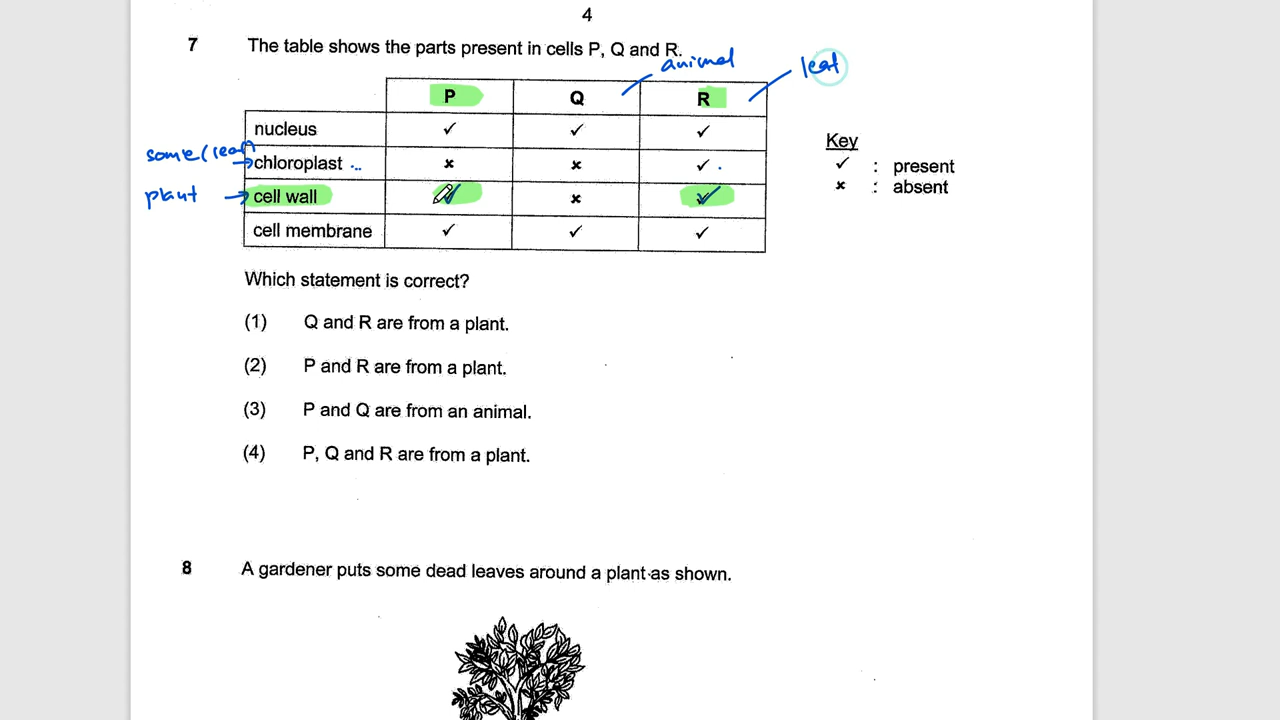 4
7 The table shows the parts present in cells P, Q and R.
animal
leaf
P Q R
nucleus ✓ ✓ ✓
some (leaf)
chloroplast × × ✓
plant
cell wall ✓ × ✓
cell membrane ✓ ✓ ✓
Key
✓ : present
× : absent
Which statement is correct?
(1) Q and R are from a plant.
(2) P and R are from a plant.
(3) P and Q are from an animal.
(4) P, Q and R are from a plant.
8 A gardener puts some dead leaves around a plant as shown.